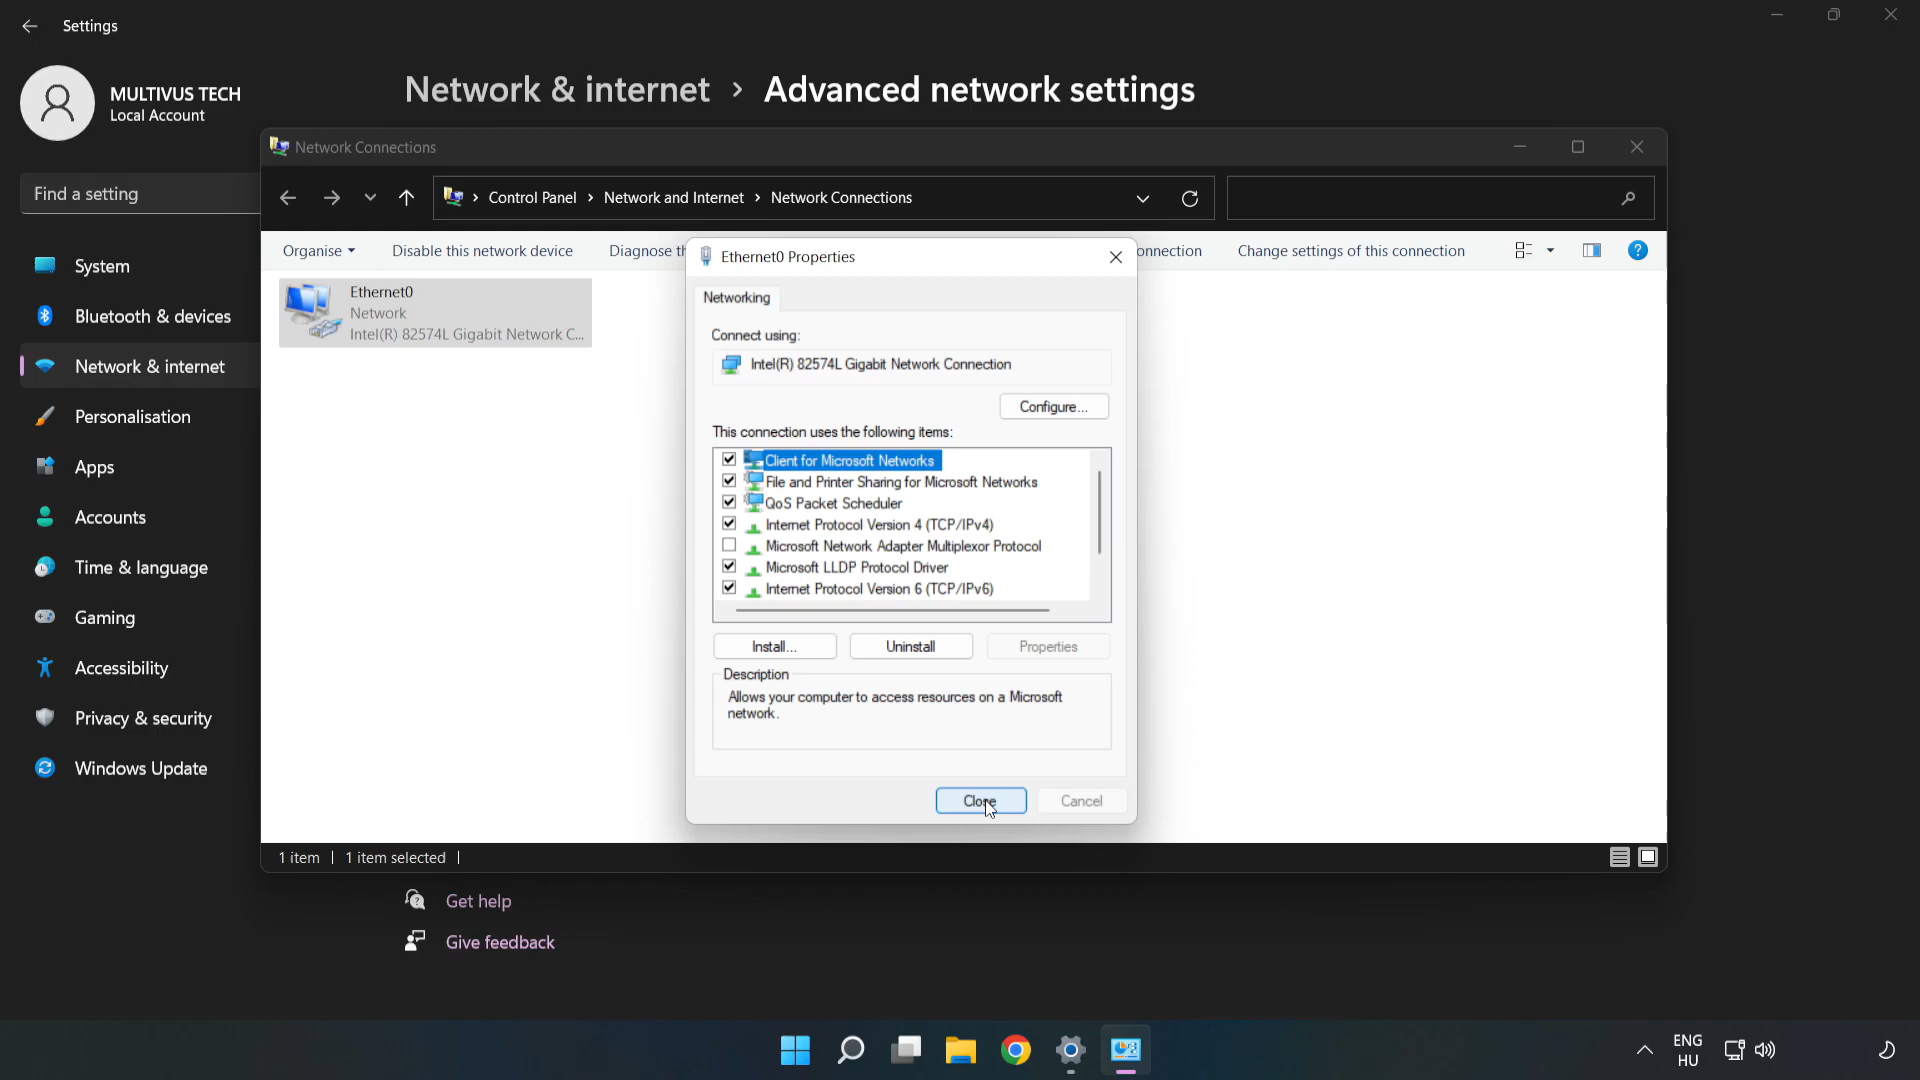 Settings
MULTIVUS TECH
Local Account
Find a setting
System
Bluetooth & devices
Network & internet
Personalisation
Apps
Accounts
Time & language
Gaming
Accessibility
Privacy & security
Windows Update
Network & internet › Advanced network settings
Network Connections
Control Panel › Network and Internet › Network Connections
Organise
Disable this network device
Diagnose th
onnection
Change settings of this connection
Ethernet0
Network
Intel(R) 82574L Gigabit Network C...
Ethernet0 Properties
Networking
Connect using:
Intel(R) 82574L Gigabit Network Connection
Configure...
This connection uses the following items:
Client for Microsoft Networks
File and Printer Sharing for Microsoft Networks
QoS Packet Scheduler
Internet Protocol Version 4 (TCP/IPv4)
Microsoft Network Adapter Multiplexor Protocol
Microsoft LLDP Protocol Driver
Internet Protocol Version 6 (TCP/IPv6)
Install...
Uninstall
Properties
Description
Allows your computer to access resources on a Microsoft
network.
Close
Cancel
1 item
1 item selected
Get help
Give feedback
ENG
HU